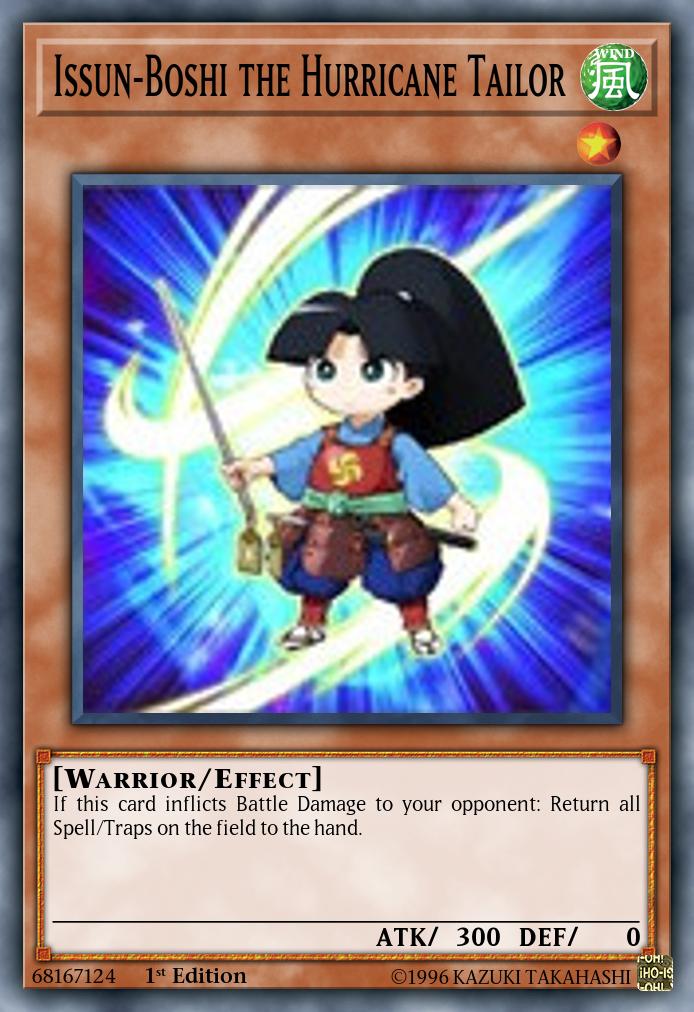 Issun-Boshi the Hurricane Tailor
WIND
風
[Warrior/Effect]
If this card inflicts Battle Damage to your opponent: Return all
Spell/Traps on the field to the hand.
ATK/ 300 DEF/ 0
68167124 1st Edition ©1996 KAZUKI TAKAHASHI